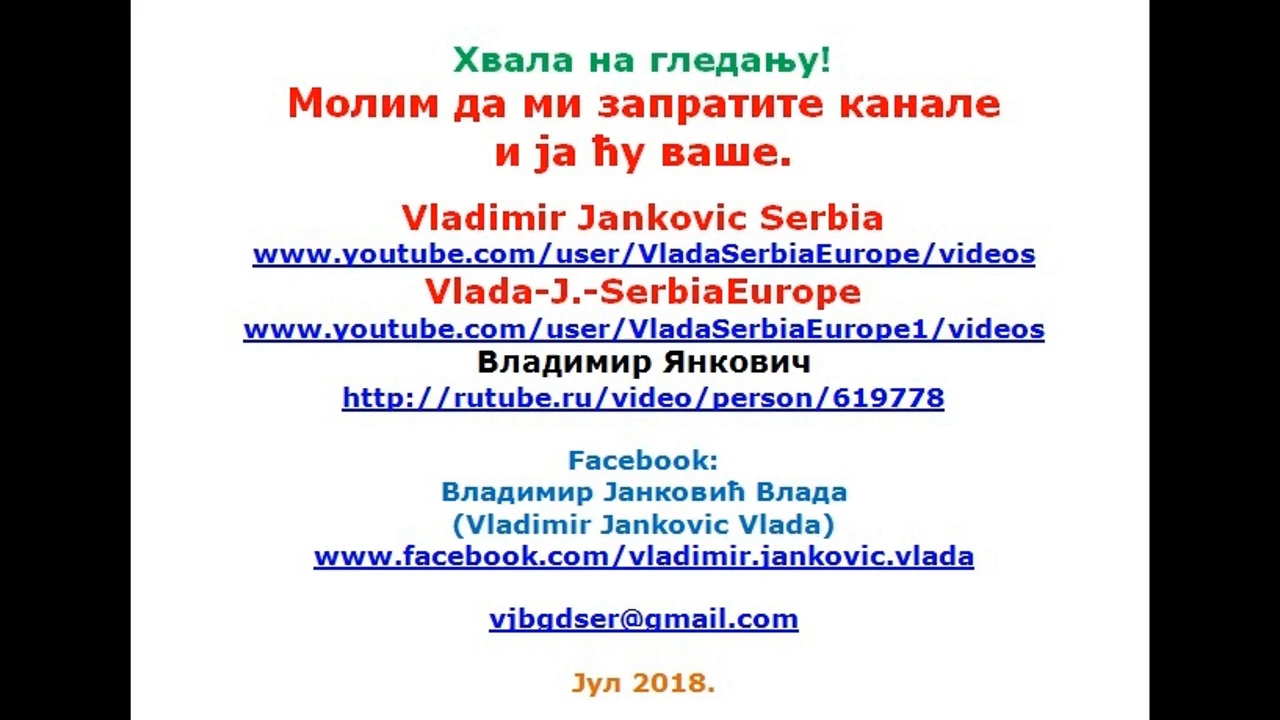 Хвала на гледању!
Молим да ми запратите канале
и ја ћу ваше.
Vladimir Jankovic Serbia
www.youtube.com/user/VladaSerbiaEurope/videos
Vlada-J.-SerbiaEurope
www.youtube.com/user/VladaSerbiaEurope1/videos
Владимир Янкович
http://rutube.ru/video/person/619778
Facebook:
Владимир Јанковић Влада
(Vladimir Jankovic Vlada)
www.facebook.com/vladimir.jankovic.vlada
vjbgdser@gmail.com
Јул 2018.